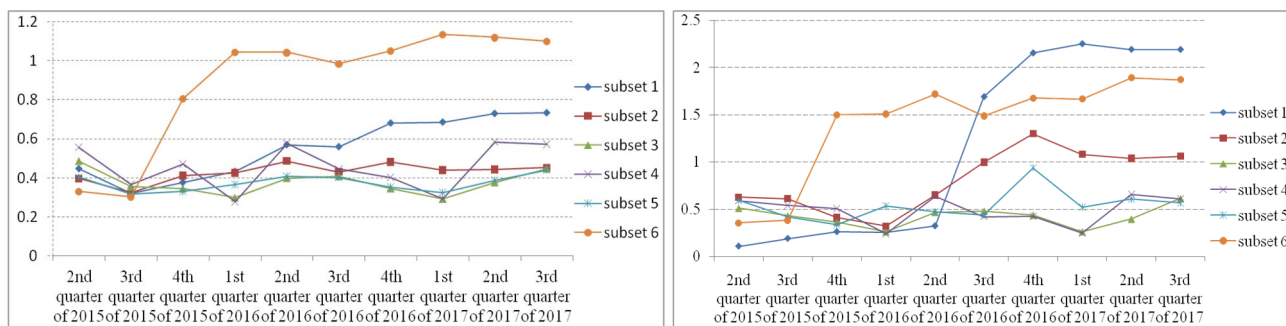 1.2
1
0.8
0.6
0.4
0.2
0
2nd quarter of 2015
3rd quarter of 2015
4th quarter of 2015
1st quarter of 2016
2nd quarter of 2016
3rd quarter of 2016
4th quarter of 2016
1st quarter of 2017
2nd quarter of 2017
3rd quarter of 2017
subset 1
subset 2
subset 3
subset 4
subset 5
subset 6
2.5
2
1.5
1
0.5
0
2nd quarter of 2015
3rd quarter of 2015
4th quarter of 2015
1st quarter of 2016
2nd quarter of 2016
3rd quarter of 2016
4th quarter of 2016
1st quarter of 2017
2nd quarter of 2017
3rd quarter of 2017
subset 1
subset 2
subset 3
subset 4
subset 5
subset 6